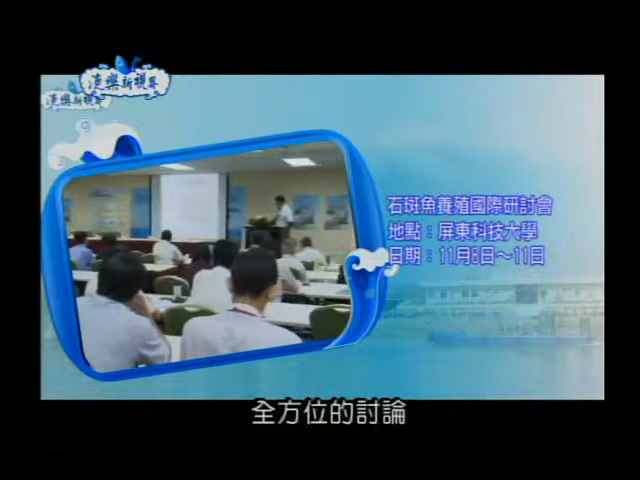 漁樂新視界
漁樂新視界
石斑魚養殖國際研討會
地點：屏東科技大學
日期：11月8日～11日
全方位的討論